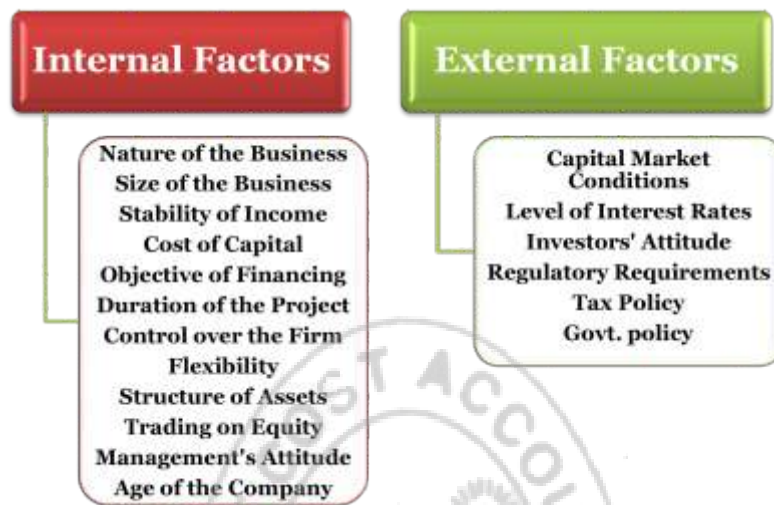 Internal Factors
Nature of the Business
Size of the Business
Stability of Income
Cost of Capital
Objective of Financing
Duration of the Project
Control over the Firm
Flexibility
Structure of Assets
Trading on Equity
Management's Attitude
Age of the Company
External Factors
Capital Market
Conditions
Level of Interest Rates
Investors' Attitude
Regulatory Requirements
Tax Policy
Govt. policy
COST ACCOU